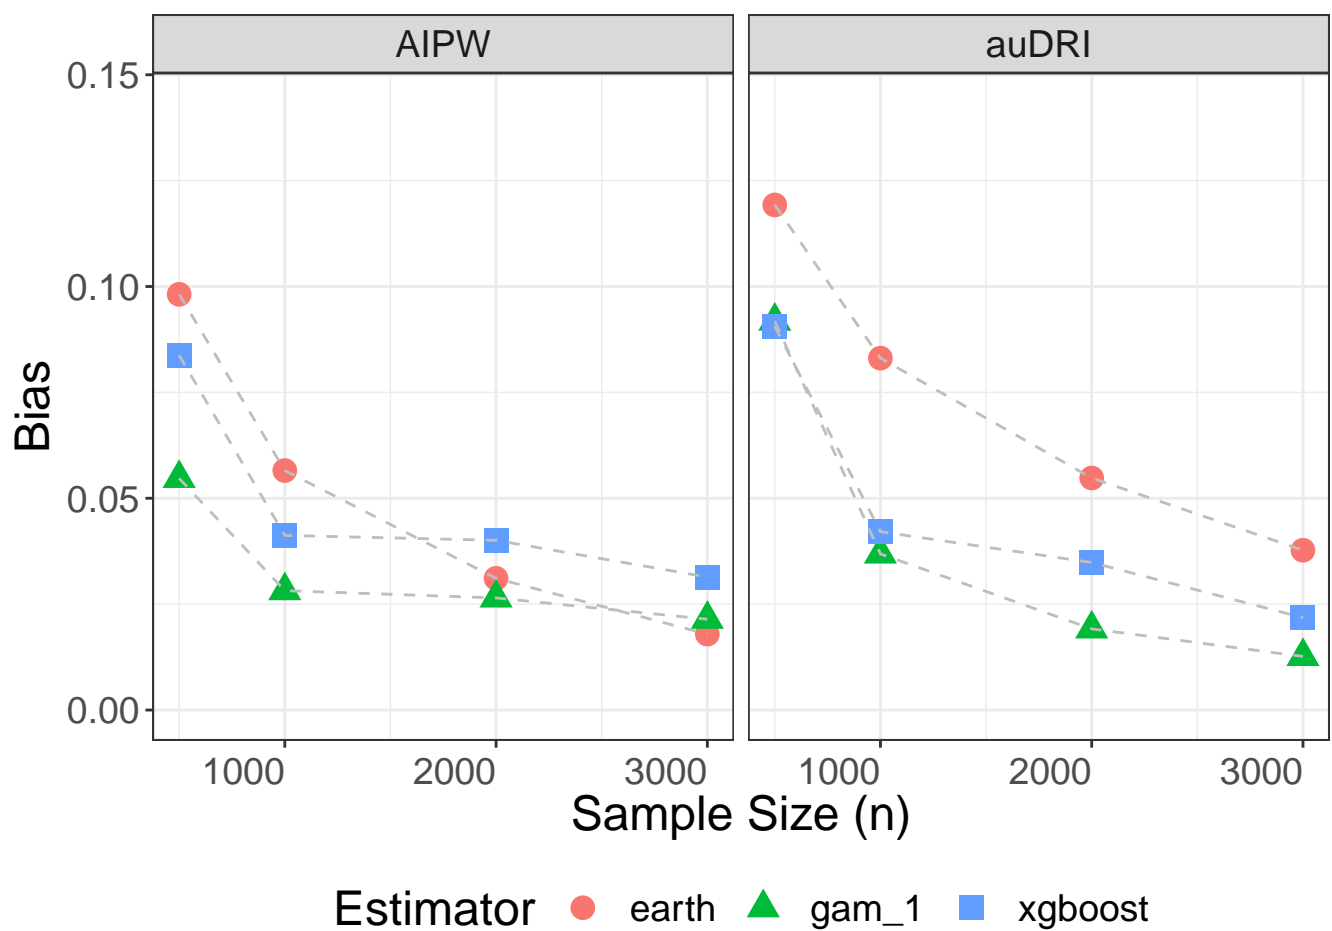 AIPW auDRI
0.15
0.10
0.05
0.00
Bias
1000 2000 3000 1000 2000 3000
Sample Size (n)
Estimator earth gam_1 xgboost